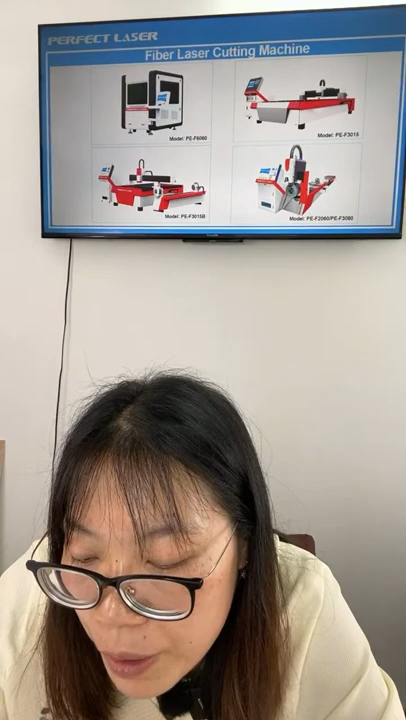 PERFECT LASER
Fiber Laser Cutting Machine
Model: PE-F6060
Model: PE-F3015
Model: PE-F3015B
Model: PE-F2060/PE-F3080